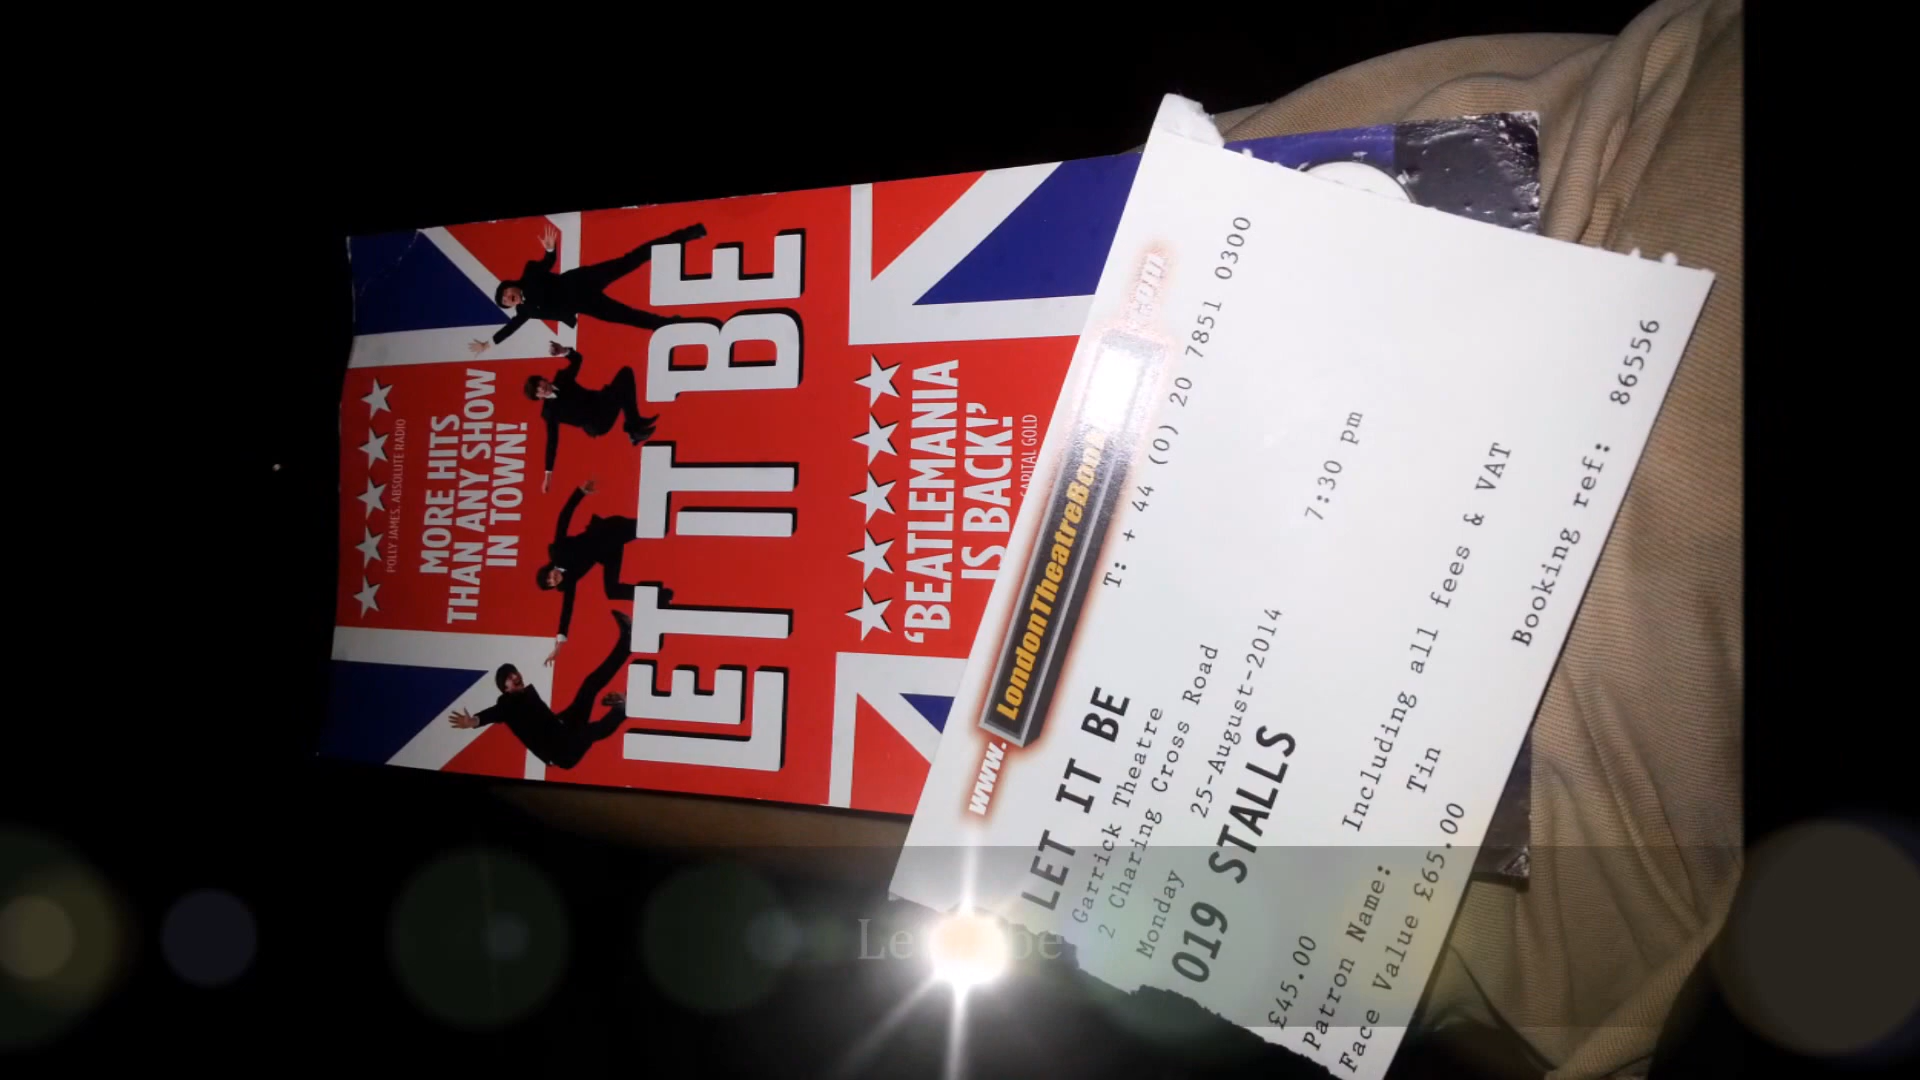 POLLY JAMES, ABSOLUTE RADIO
MORE HITS
THAN ANY SHOW
IN TOWN!
LET IT BE
'BEATLEMANIA
IS BACK!'
CAPITAL GOLD
www.LondonTheatreBook .com
T: + 44 (0) 20 7851 0300
LET IT BE
Garrick Theatre
2 Charing Cross Road
Monday 25-August-2014 7:30 pm
O19 STALLS
£45.00 Including all fees & VAT
Patron Name: Tin
Face Value £65.00
Booking ref: 86556